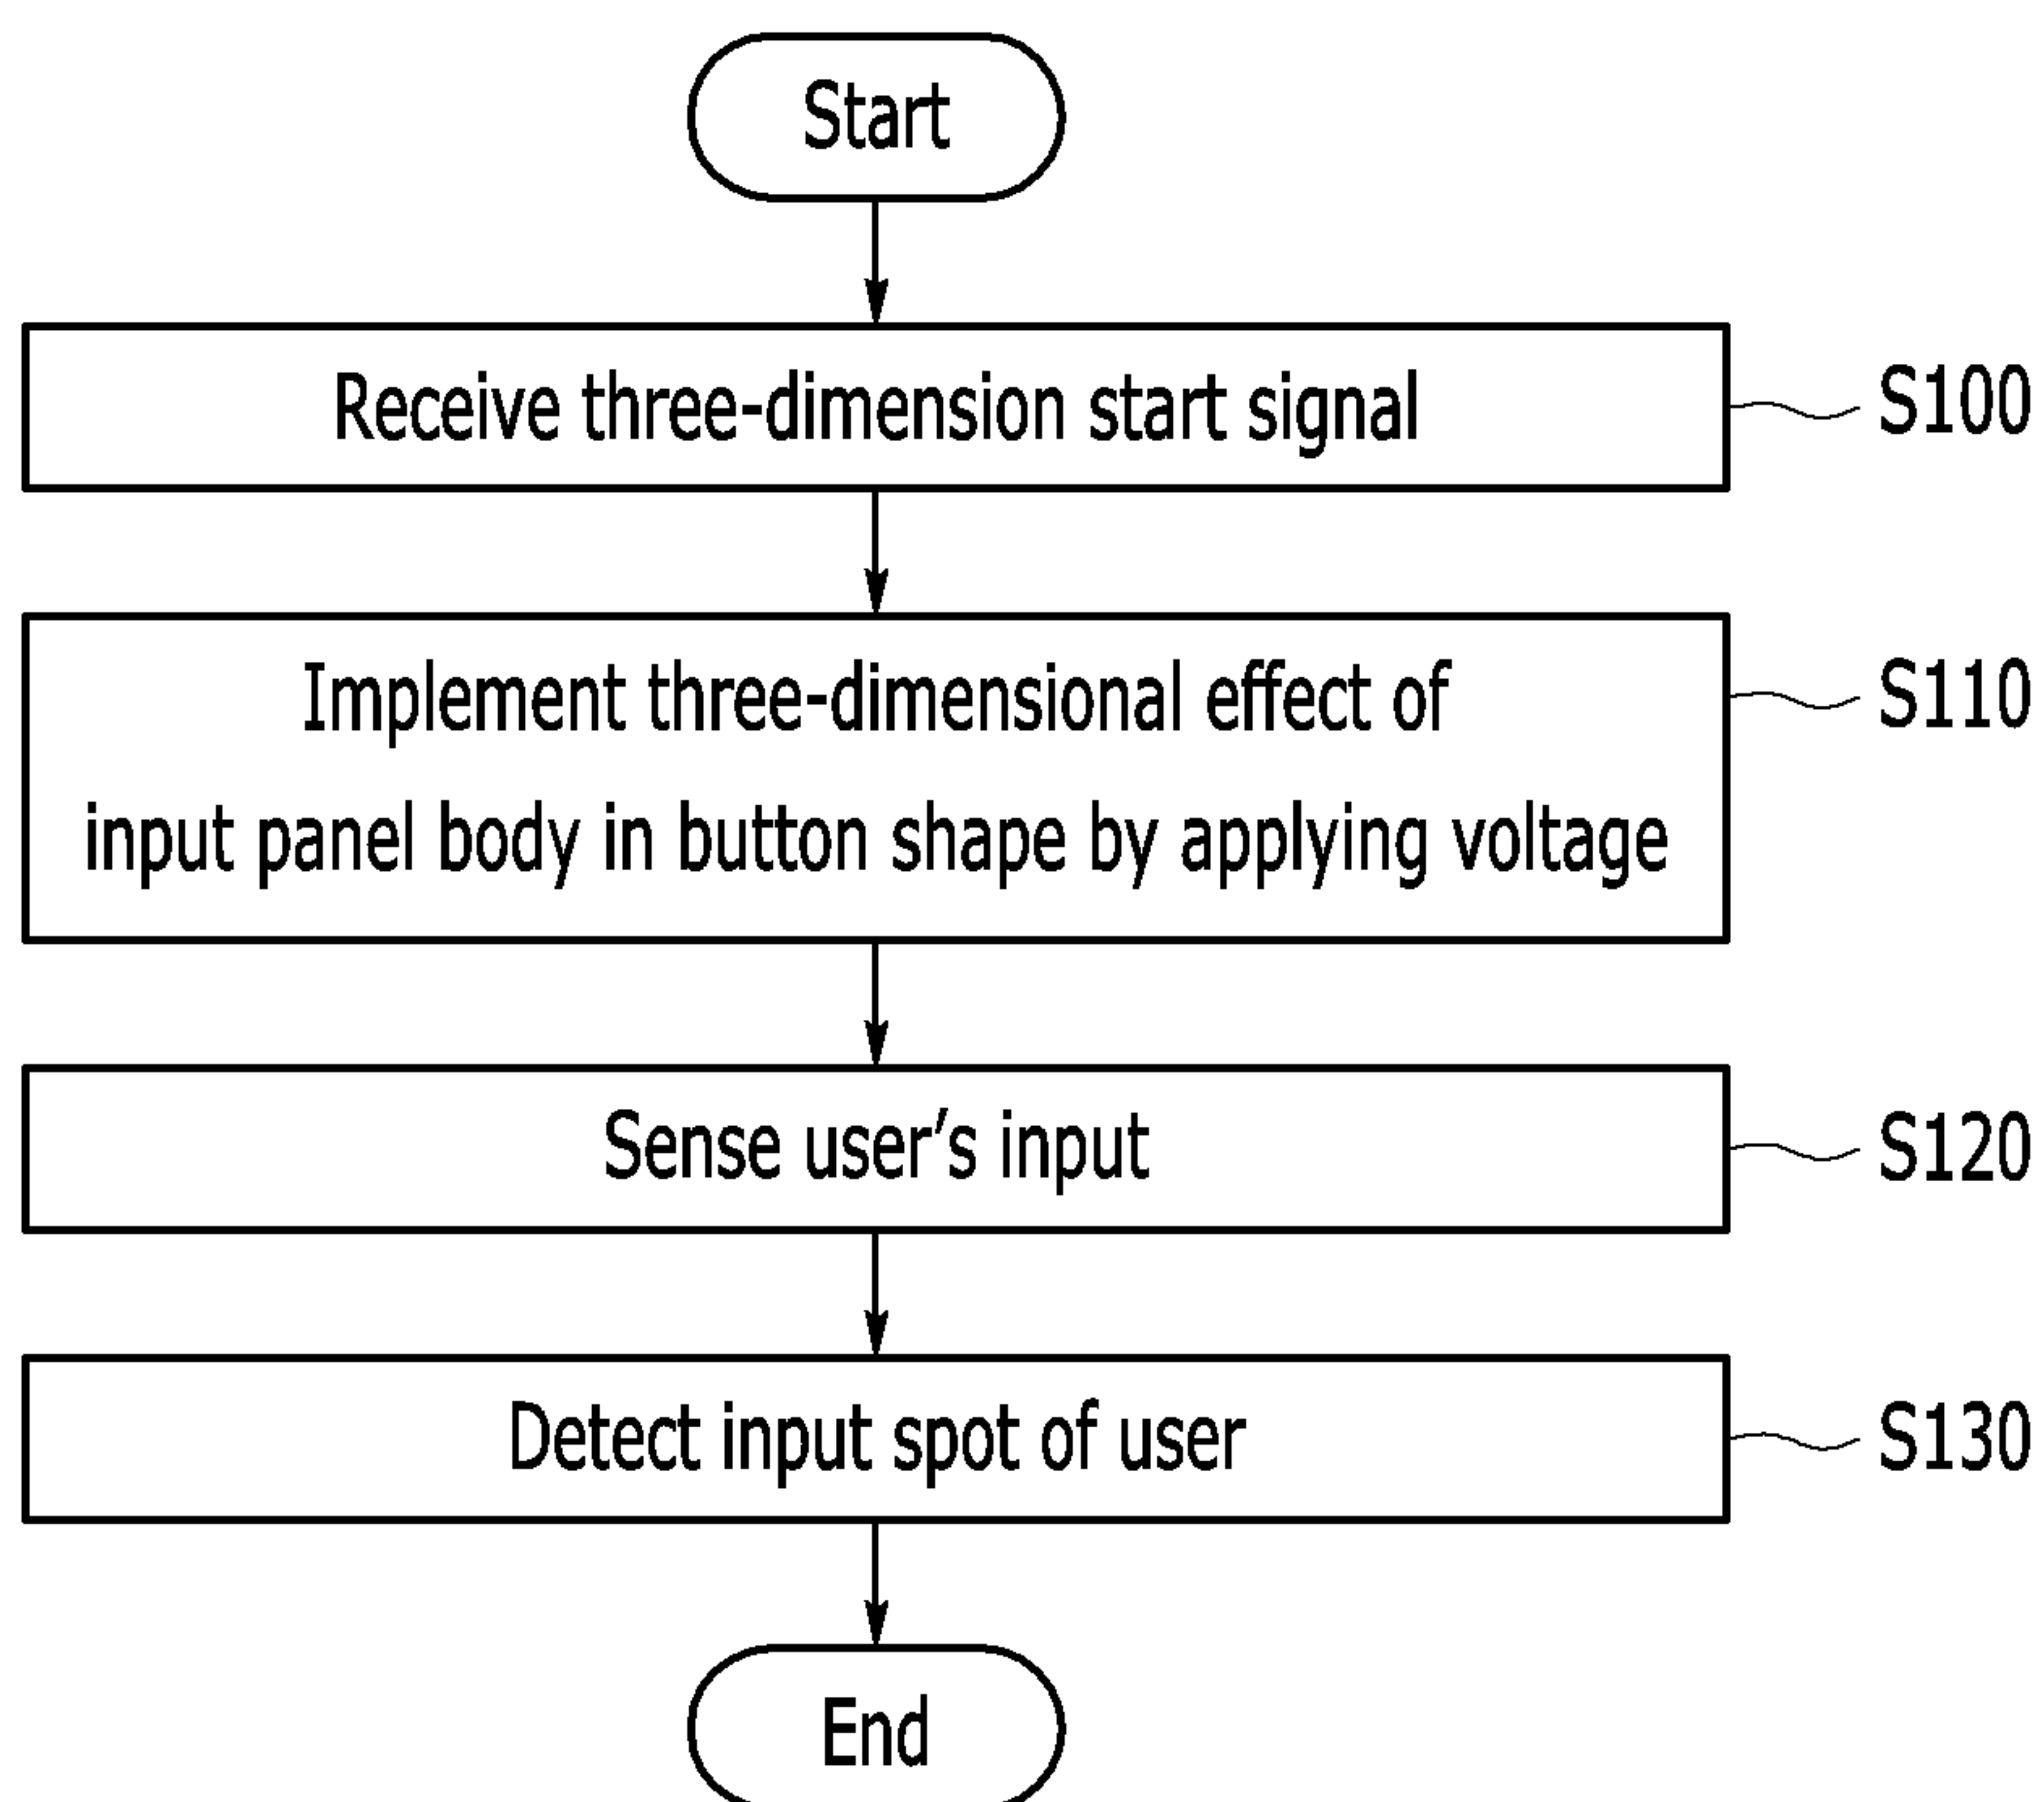 Start
Receive three-dimension start signal
S100
Implement three-dimensional effect of
S110
input panel body in button shape by applying voltage
Sense user's input
S120
Detect input spot of user
S130
End